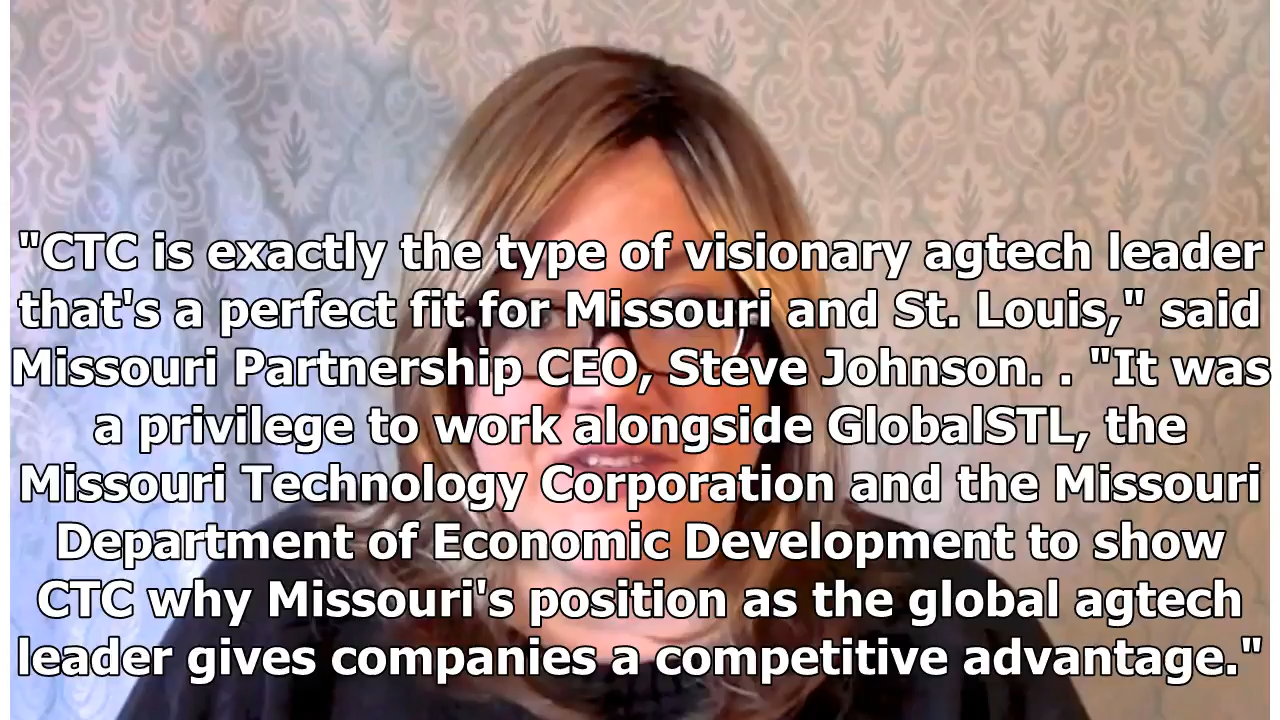 "CTC is exactly the type of visionary agtech leader
that's a perfect fit for Missouri and St. Louis," said
Missouri Partnership CEO, Steve Johnson. . "It was
a privilege to work alongside GlobalSTL, the
Missouri Technology Corporation and the Missouri
Department of Economic Development to show
CTC why Missouri's position as the global agtech
leader gives companies a competitive advantage."